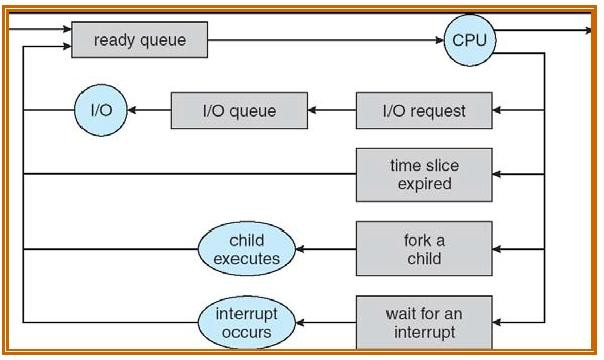 ready queue
CPU
I/O
I/O queue
I/O request
time slice
expired
child
executes
fork a
child
interrupt
occurs
wait for an
interrupt